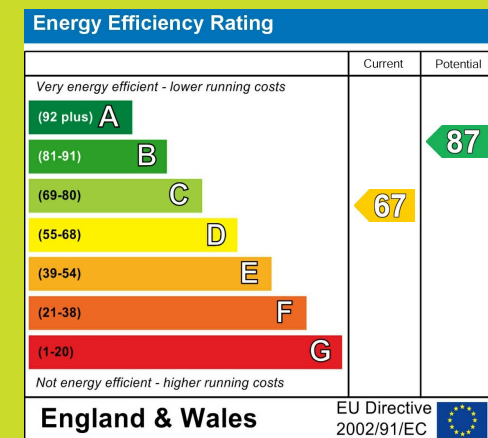 Energy Efficiency Rating
Current Potential
Very energy efficient - lower running costs
(92 plus) A
(81-91) B
87
(69-80) C
67
(55-68) D
(39-54) E
(21-38) F
(1-20) G
Not energy efficient - higher running costs
England & Wales
EU Directive
2002/91/EC